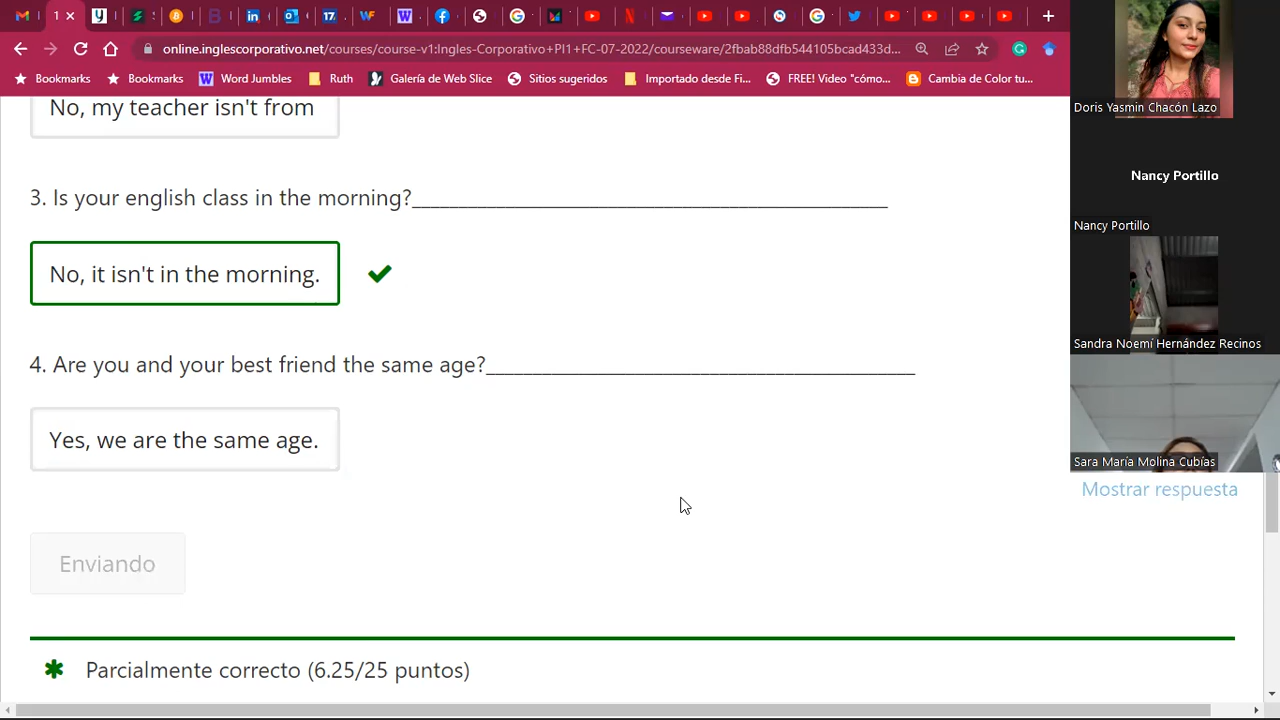 1
17
online.inglescorporativo.net/courses/course-v1:Ingles-Corporativo+PI1+FC-07-2022/courseware/2fbab88dfb544105bcad433d...
Bookmarks
Bookmarks
Word Jumbles
Ruth
Galería de Web Slice
Sitios sugeridos
Importado desde Fi...
FREE! Video "cómo...
Cambia de Color tu...
No, my teacher isn't from
3. Is your english class in the morning?
No, it isn't in the morning.
4. Are you and your best friend the same age?
Yes, we are the same age.
Mostrar respuesta
Enviando
Parcialmente correcto (6.25/25 puntos)
Doris Yasmin Chacón Lazo
Nancy Portillo
Nancy Portillo
Sandra Noemí Hernández Recinos
Sara María Molina Cubías